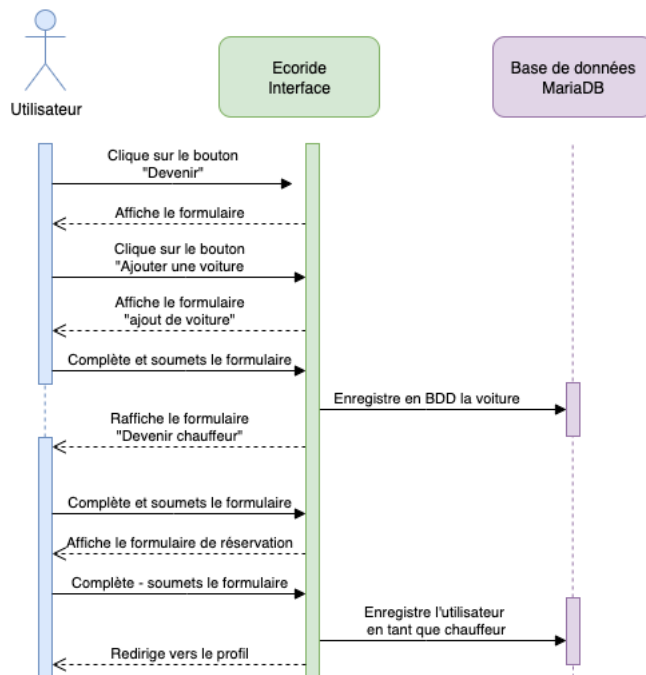 Utilisateur
Ecoride
Interface
Base de données
MariaDB
Clique sur le bouton
"Devenir"
Affiche le formulaire
Clique sur le bouton
"Ajouter une voiture
Affiche le formulaire
"ajout de voiture"
Complète et soumets le formulaire
Enregistre en BDD la voiture
Raffiche le formulaire
"Devenir chauffeur"
Complète et soumets le formulaire
Affiche le formulaire de réservation
Complète - soumets le formulaire
Enregistre l'utilisateur
en tant que chauffeur
Redirige vers le profil